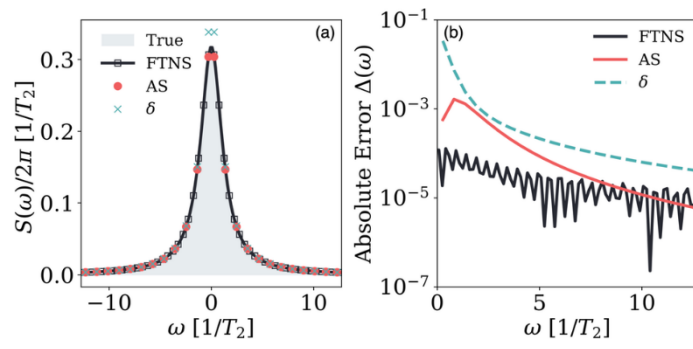 (a)
True
FTNS
AS
δ
S(ω)/2π [1/T₂]
0.3
0.2
0.1
0.0
−10
0
10
ω [1/T₂]
(b)
FTNS
AS
δ
Absolute Error Δ(ω)
10⁻¹
10⁻³
10⁻⁵
10⁻⁷
0
5
10
ω [1/T₂]